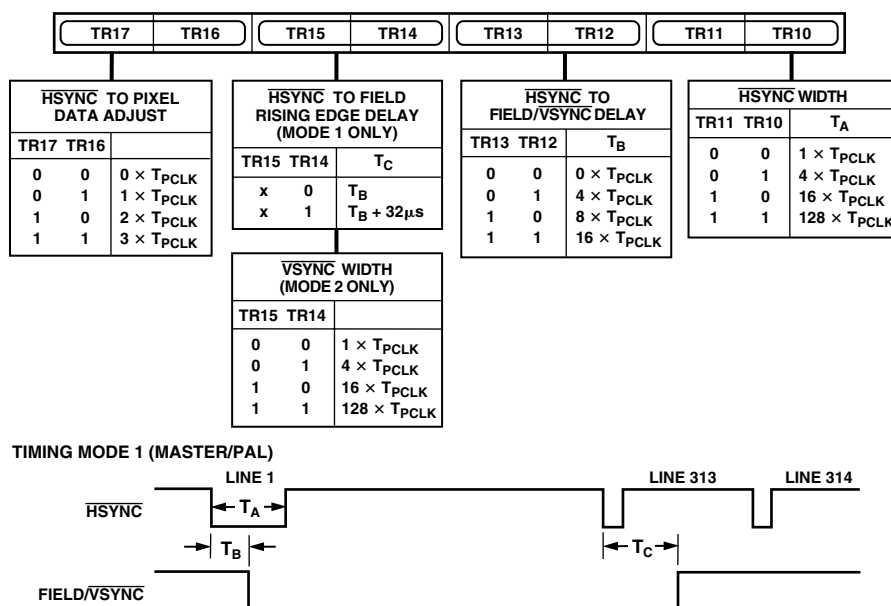 TR17 TR16 TR15 TR14 TR13 TR12 TR11 TR10
HSYNC TO PIXEL
DATA ADJUST
TR17 TR16
0 0 0 × TPCLK
0 1 1 × TPCLK
1 0 2 × TPCLK
1 1 3 × TPCLK
HSYNC TO FIELD
RISING EDGE DELAY
(MODE 1 ONLY)
TR15 TR14 TC
x 0 TB
x 1 TB + 32µs
VSYNC WIDTH
(MODE 2 ONLY)
TR15 TR14
0 0 1 × TPCLK
0 1 4 × TPCLK
1 0 16 × TPCLK
1 1 128 × TPCLK
HSYNC TO
FIELD/VSYNC DELAY
TR13 TR12 TB
0 0 0 × TPCLK
0 1 4 × TPCLK
1 0 8 × TPCLK
1 1 16 × TPCLK
HSYNC WIDTH
TR11 TR10 TA
0 0 1 × TPCLK
0 1 4 × TPCLK
1 0 16 × TPCLK
1 1 128 × TPCLK
TIMING MODE 1 (MASTER/PAL)
LINE 1 LINE 313 LINE 314
HSYNC TA
TB TC
FIELD/VSYNC